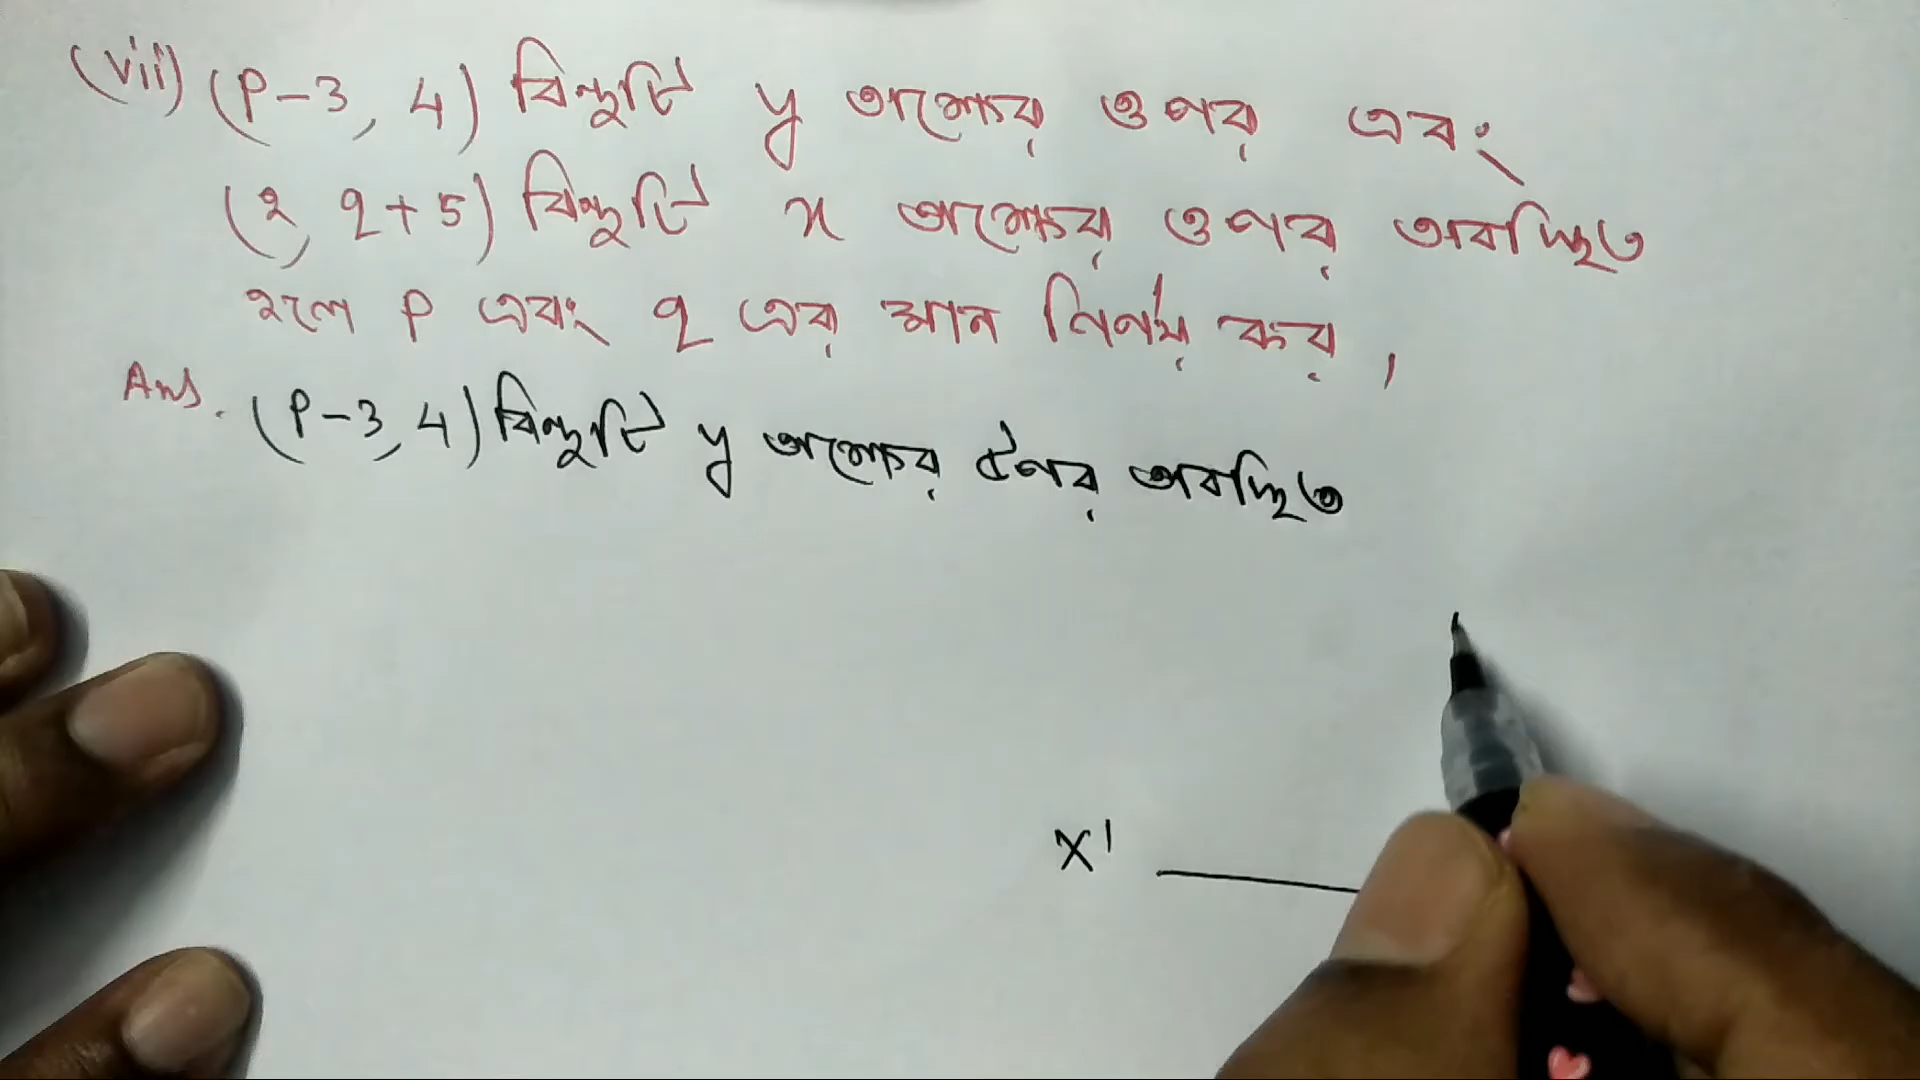 (vii) (P-3, 4) বিন্দুটি y অক্ষের ওপর এবং
(2, q+5) বিন্দুটি x অক্ষের ওপর অবস্থিত
হলে P এবং q এর মান নির্ণয় কর।
Ans. (P-3, 4) বিন্দুটি y অক্ষের উপর অবস্থিত
X'